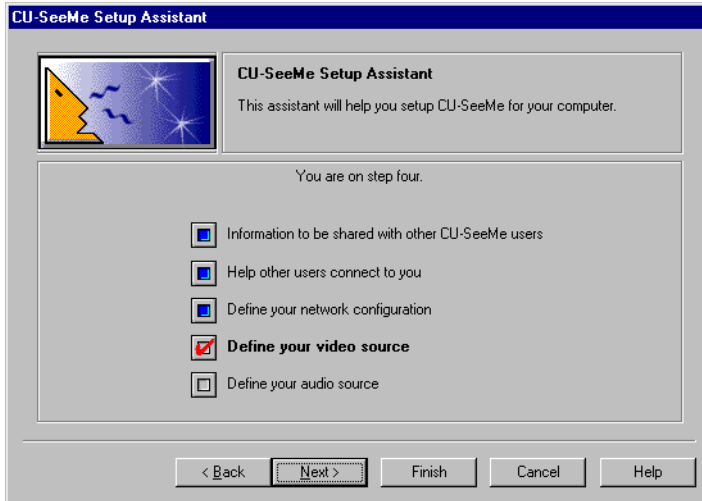 CU-SeeMe Setup Assistant
CU-SeeMe Setup Assistant
This assistant will help you setup CU-SeeMe for your computer.
You are on step four.
Information to be shared with other CU-SeeMe users
Help other users connect to you
Define your network configuration
Define your video source
Define your audio source
< Back Next > Finish Cancel Help